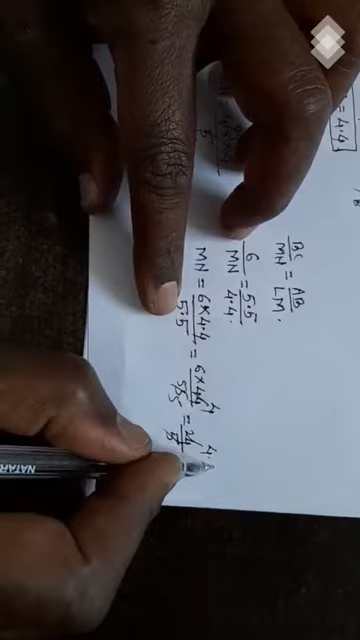 = 4.4
BC/MN = AB/LM.
6/MN = 5.5/4.4.
MN = 6×4.4/5.5 = 6×44/55 = 24/5
4.
NATAR